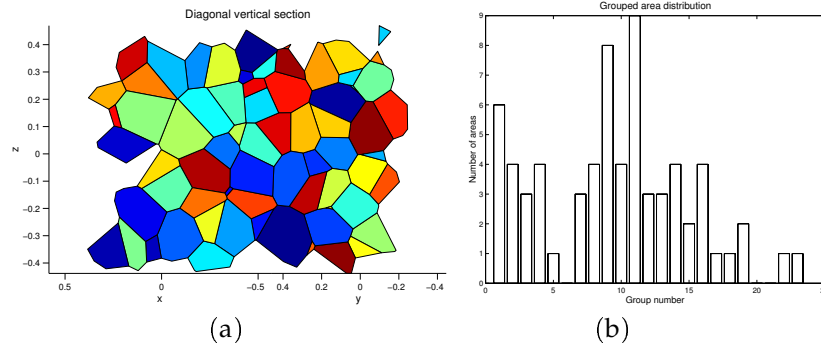 Diagonal vertical section
0.4
0.3
0.2
0.1
0
−0.1
−0.2
−0.3
−0.4
z
0.5 0 −0.5 0.4 0.2 0 −0.2 −0.4
x y
(a)
Grouped area distribution
9
8
7
6
5
4
3
2
1
0
Number of areas
0 5 10 15 20
Group number
(b)